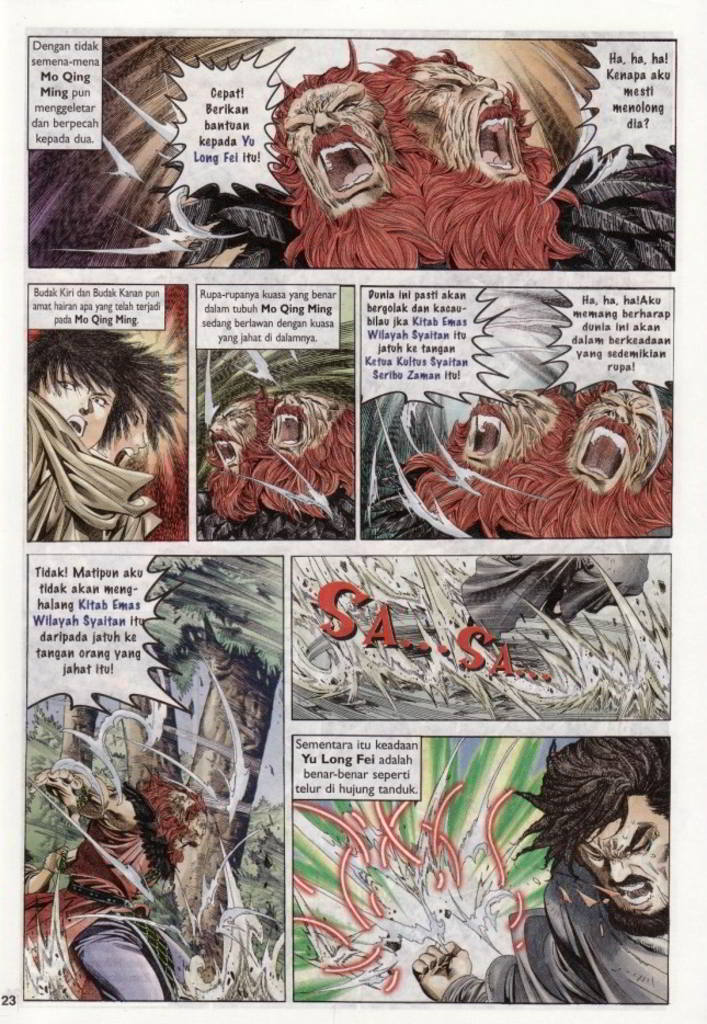 Dengan tidak
semena-mena
Mo Qing
Ming pun
menggeletar
dan berpecah
kepada dua.
Cepat!
Berikan
bantuan
kepada Yu
Long Fei itu!
Ha, ha, ha!
Kenapa aku
mesti
menolong
dia?
Budak Kiri dan Budak Kanan pun
amat hairan apa yang telah terjadi
pada Mo Qing Ming.
Rupa-rupanya kuasa yang benar
dalam tubuh Mo Qing Ming
sedang berlawan dengan kuasa
yang jahat di dalamnya.
Dunia ini pasti akan
bergolak dan kacau-
bilau jka Kitab Emas
Wilayah Syaitan itu
jatuh ke tangan
Ketua Kultus Syaitan
Seribu Zaman itu!
Ha, ha, ha!Aku
memang berharap
dunia ini akan
dalam berkeadaan
yang sedemikian
rupa!
Tidak! Matipun aku
tidak akan meng-
halang Kitab Emas
Wilayah Syaitan itu
daripada jatuh ke
tangan orang yang
jahat itu!
SA...SA...
Sementara itu keadaan
Yu Long Fei adalah
benar-benar seperti
telur di hujung tanduk.
23